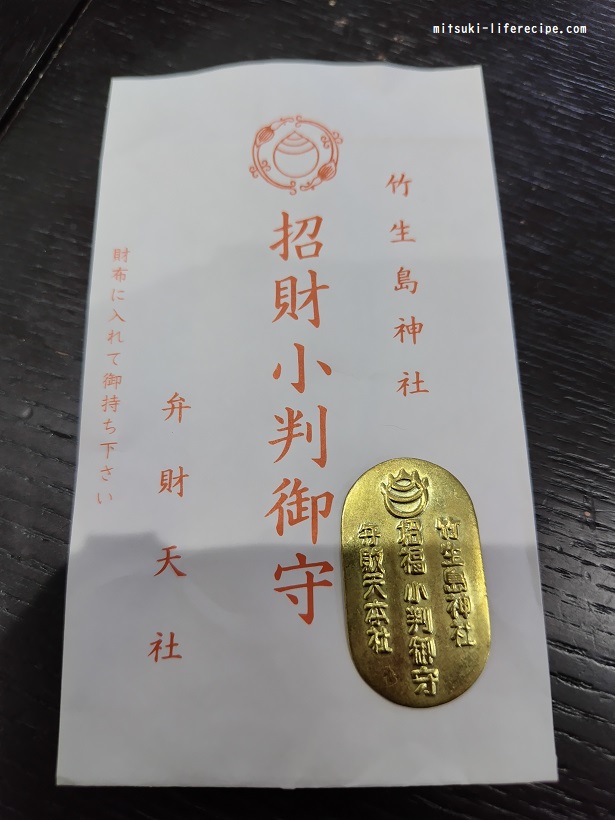 mitsuki-liferecipe.com
竹生島神社
招財小判御守
弁財天社
財布に入れて御持ち下さい
竹生島神社
招福小判御守
弁財天本社